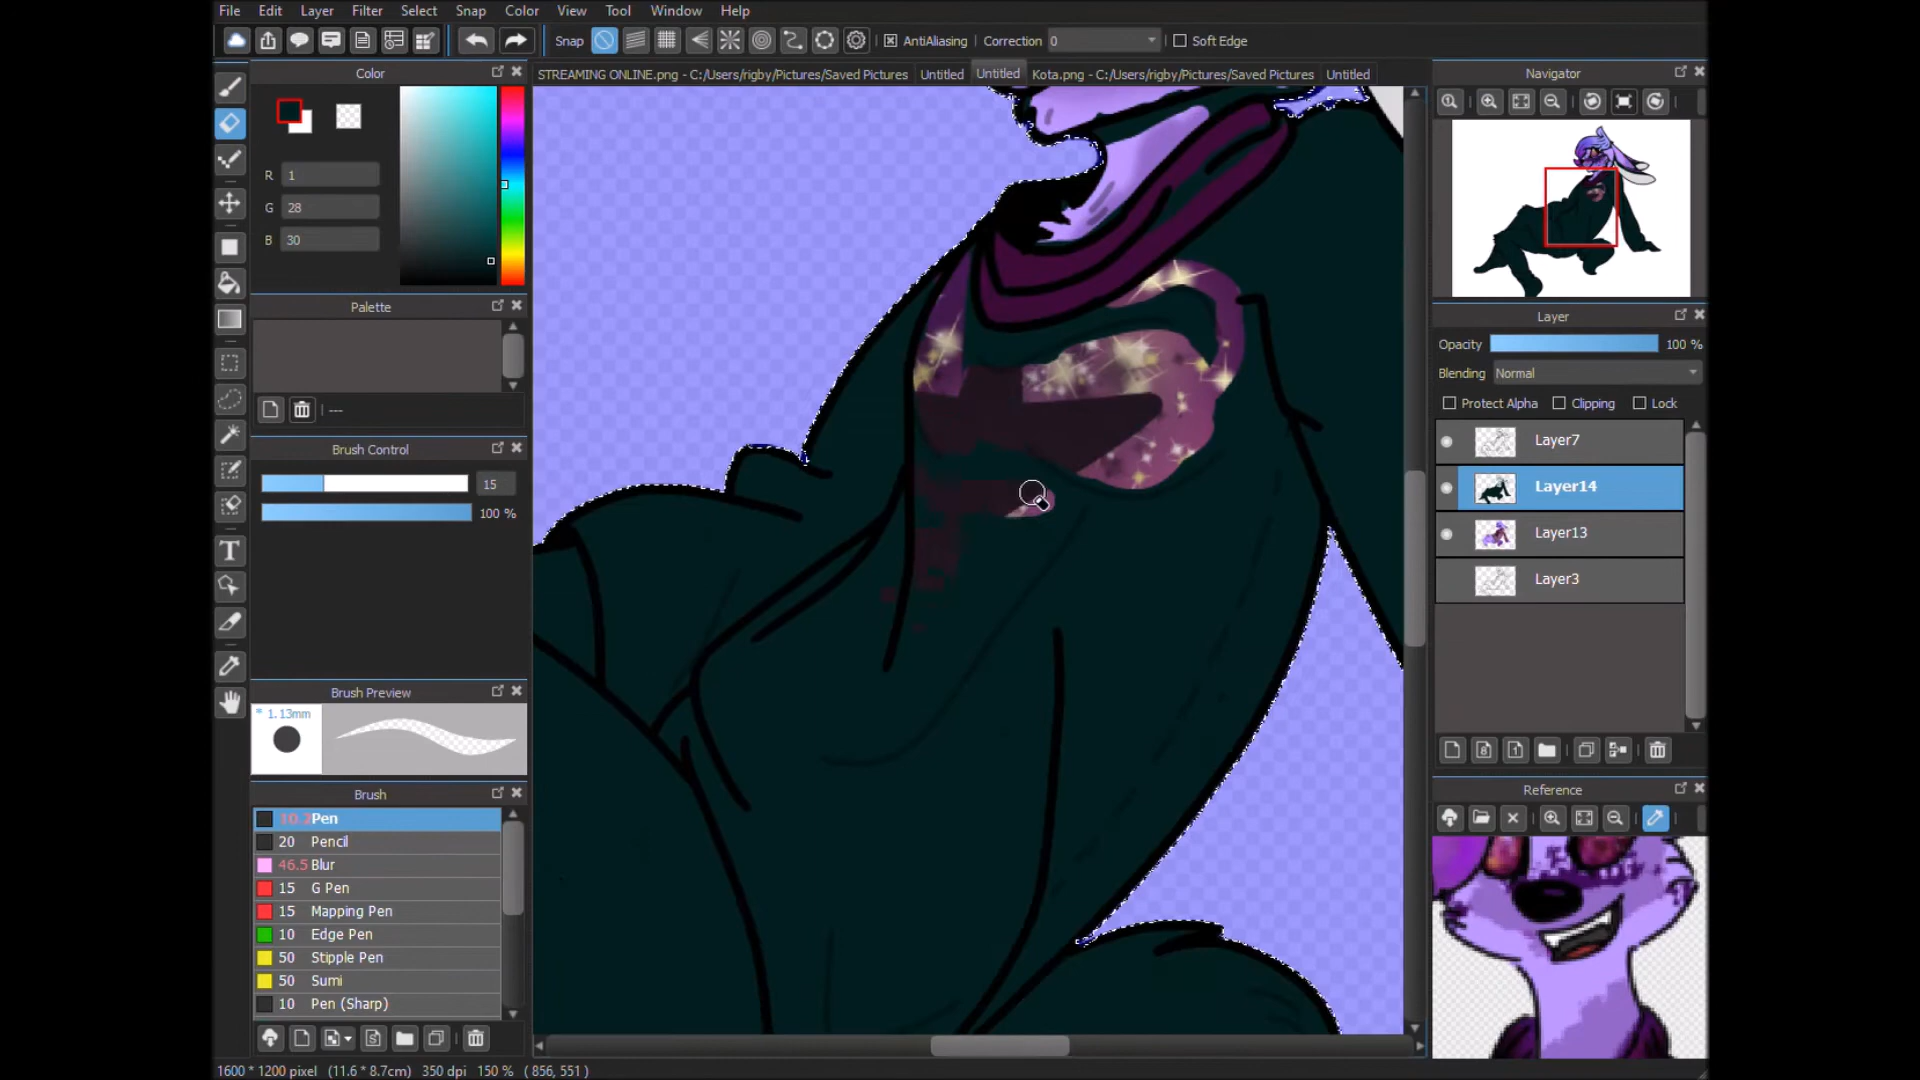 File Edit Layer Filter Select Snap Color View Tool Window Help
Snap AntiAliasing Correction 0 Soft Edge
STREAMING ONLINE.png - C:/Users/rigby/Pictures/Saved Pictures Untitled Untitled Kota.png - C:/Users/rigby/Pictures/Saved Pictures Untitled
Color
R 1
G 28
B 30
Palette
---
Brush Control
15
100 %
Brush Preview
* 1.13mm
Brush
10.2 Pen
20 Pencil
46.5 Blur
15 G Pen
15 Mapping Pen
10 Edge Pen
50 Stipple Pen
50 Sumi
10 Pen (Sharp)
Navigator
Layer
Opacity 100 %
Blending Normal
Protect Alpha Clipping Lock
Layer7
Layer14
Layer13
Layer3
Reference
1600 * 1200 pixel (11.6 * 8.7cm) 350 dpi 150 % ( 856, 551 )